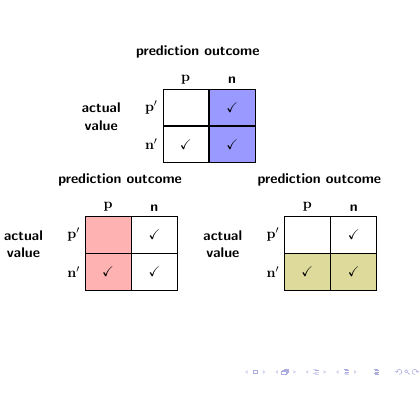 prediction outcome
p n
actual value
p′ ✓
n′ ✓ ✓
prediction outcome
p n
actual value
p′ ✓
n′ ✓ ✓
prediction outcome
p n
actual value
p′ ✓
n′ ✓ ✓